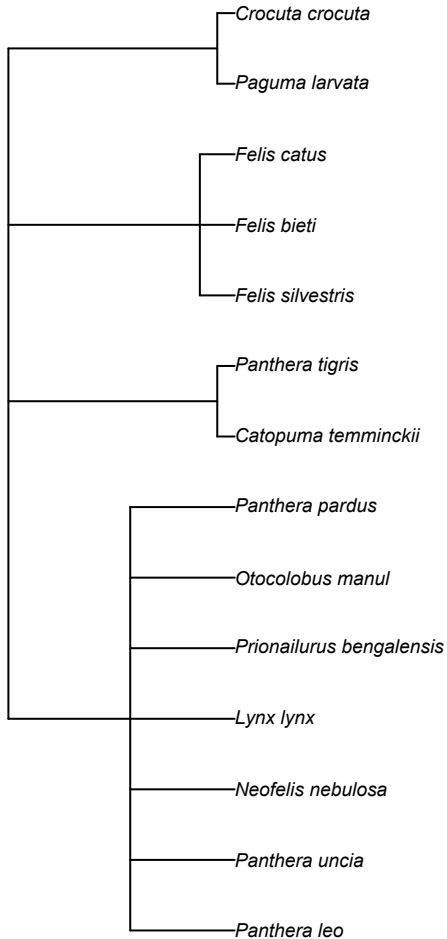 Crocuta crocuta
Paguma larvata
Felis catus
Felis bieti
Felis silvestris
Panthera tigris
Catopuma temminckii
Panthera pardus
Otocolobus manul
Prionailurus bengalensis
Lynx lynx
Neofelis nebulosa
Panthera uncia
Panthera leo